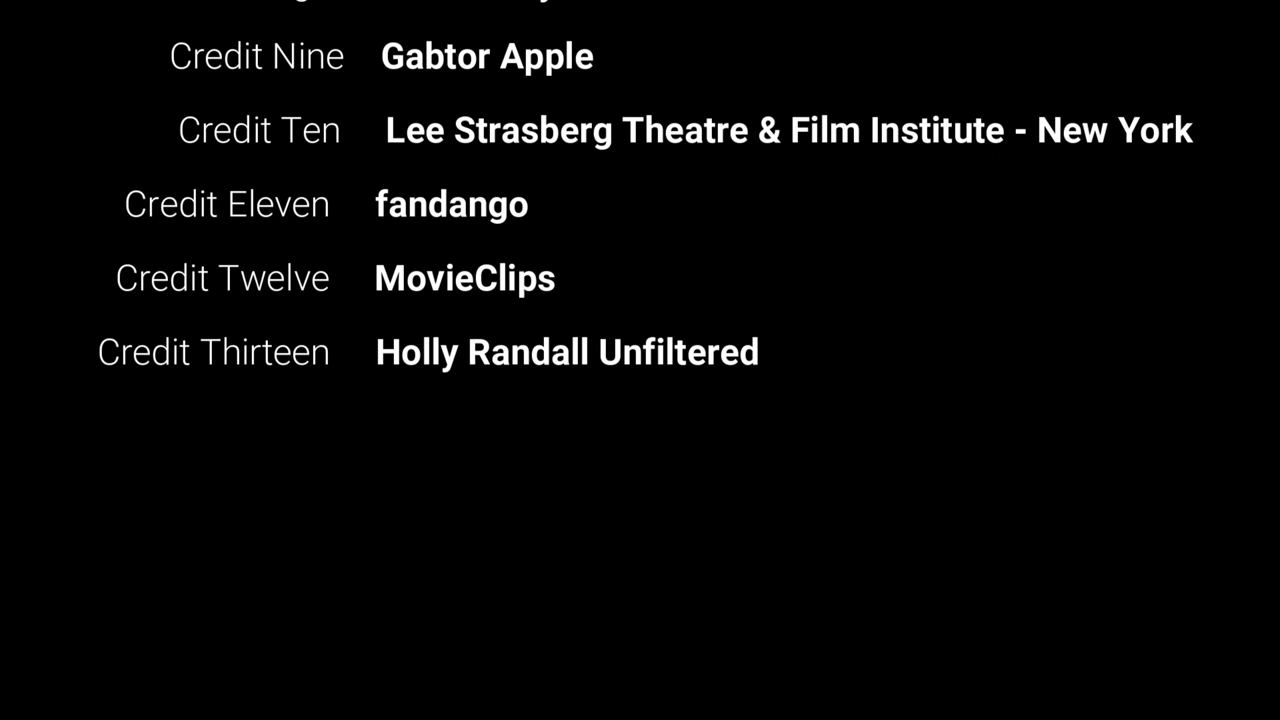 Credit Nine Gabtor Apple
Credit Ten Lee Strasberg Theatre & Film Institute - New York
Credit Eleven fandango
Credit Twelve MovieClips
Credit Thirteen Holly Randall Unfiltered